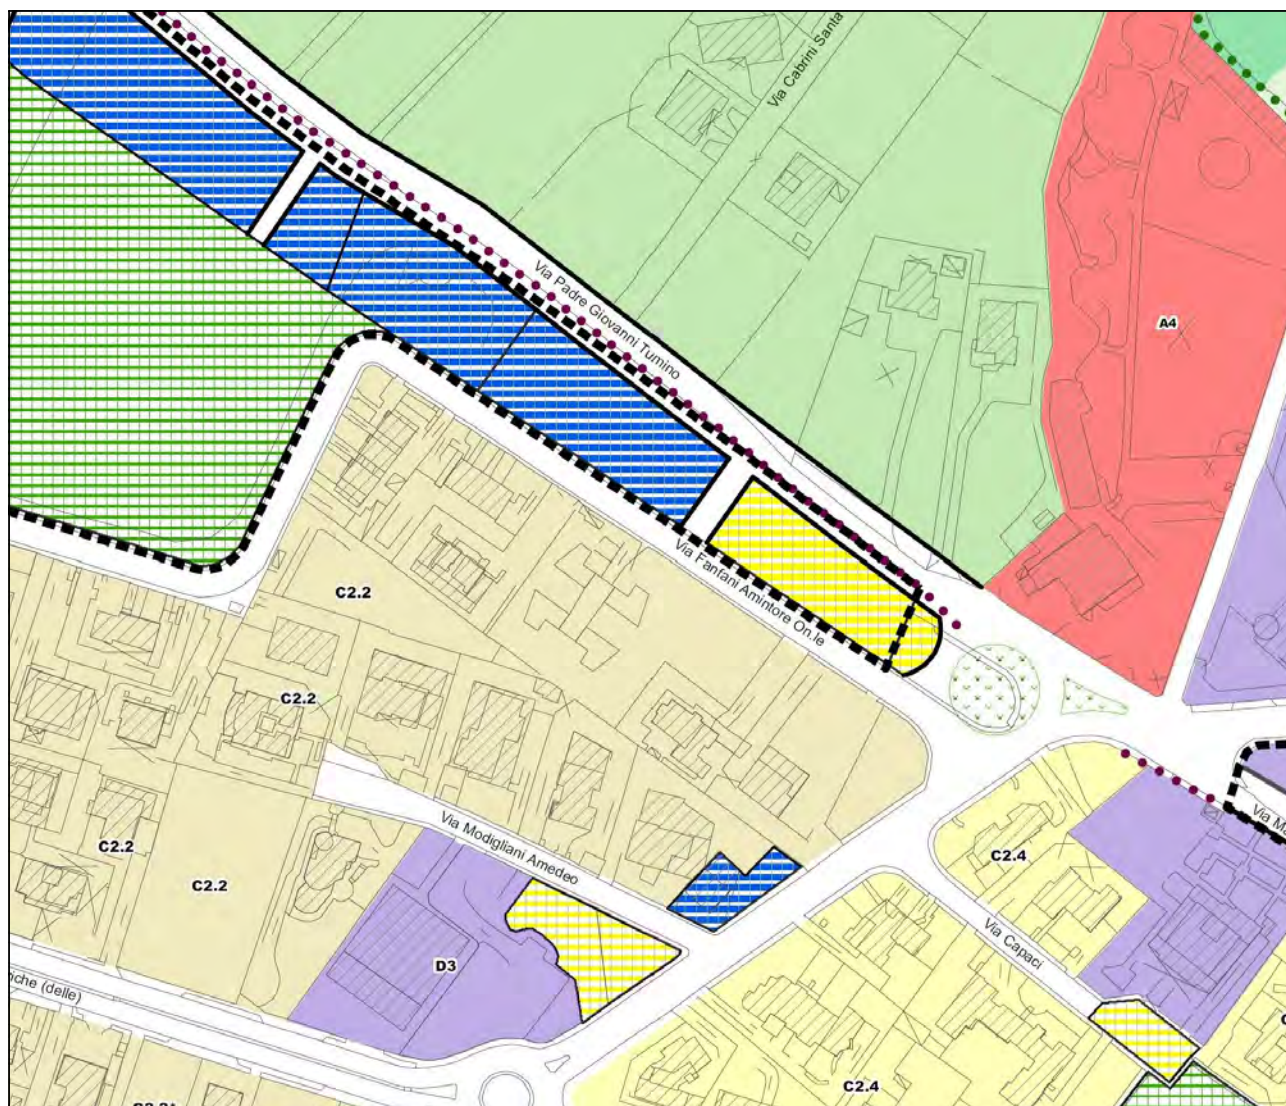 Via Cabrini Santa
A4
Via Padre Giovanni Tumino
Via Fanfani Amintore On.le
C2.2
C2.2
Via Modigliani Amedeo
C2.2
C2.2
C2.4
Via Capaci
D3
C2.4
(delle)